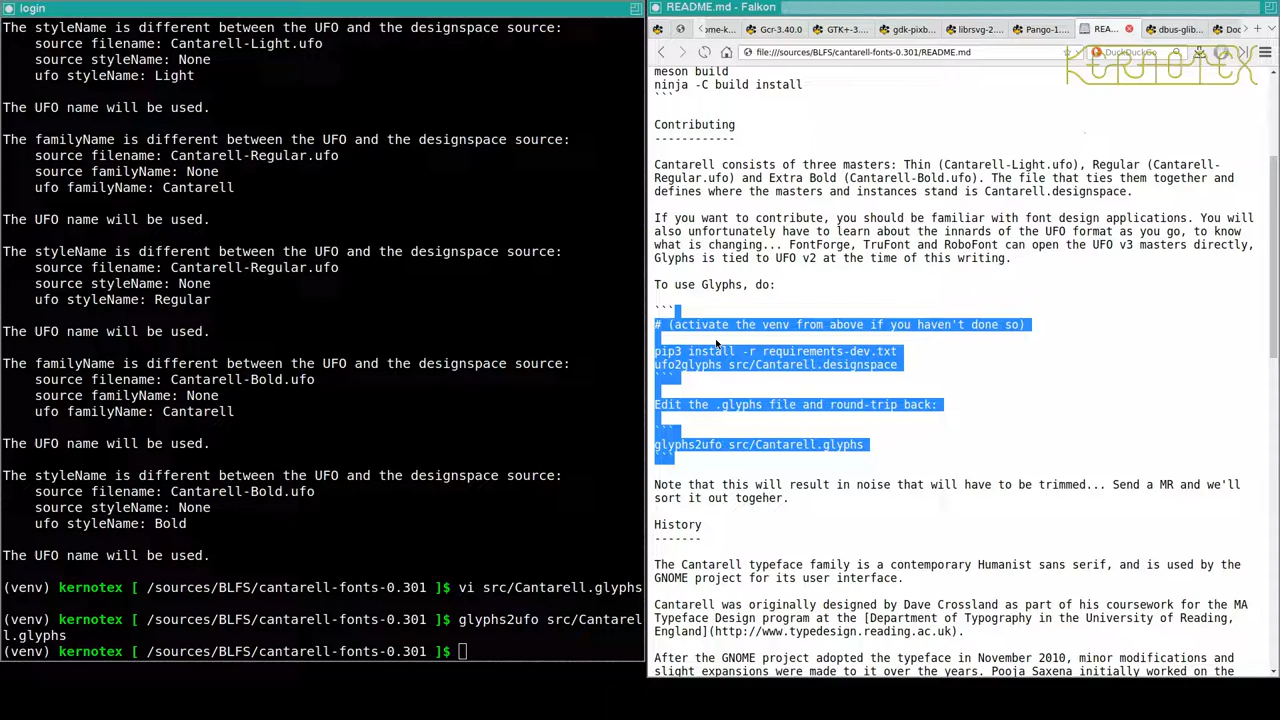 login
The styleName is different between the UFO and the designspace source:
source filename: Cantarell-Light.ufo
source styleName: None
ufo styleName: Light
The UFO name will be used.
The familyName is different between the UFO and the designspace source:
source filename: Cantarell-Regular.ufo
source familyName: None
ufo familyName: Cantarell
The UFO name will be used.
The styleName is different between the UFO and the designspace source:
source filename: Cantarell-Regular.ufo
source styleName: None
ufo styleName: Regular
The UFO name will be used.
The familyName is different between the UFO and the designspace source:
source filename: Cantarell-Bold.ufo
source familyName: None
ufo familyName: Cantarell
The UFO name will be used.
The styleName is different between the UFO and the designspace source:
source filename: Cantarell-Bold.ufo
source styleName: None
ufo styleName: Bold
The UFO name will be used.
(venv) kernotex [ /sources/BLFS/cantarell-fonts-0.301 ]$ vi src/Cantarell.glyphs
(venv) kernotex [ /sources/BLFS/cantarell-fonts-0.301 ]$ glyphs2ufo src/Cantarel
l.glyphs
(venv) kernotex [ /sources/BLFS/cantarell-fonts-0.301 ]$
README.md - Falkon
ome-k... Gcr-3.40.0 GTK+-3.... gdk-pixb... librsvg-2.... Pango-1.... REA... dbus-glib... Doc
file:///sources/BLFS/cantarell-fonts-0.301/README.md
DuckDuckGo
KERNOTEX
meson build
ninja -C build install
```
Contributing
------------
Cantarell consists of three masters: Thin (Cantarell-Light.ufo), Regular (Cantarell-
Regular.ufo) and Extra Bold (Cantarell-Bold.ufo). The file that ties them together and
defines where the masters and instances stand is Cantarell.designspace.
If you want to contribute, you should be familiar with font design applications. You will
also unfortunately have to learn about the innards of the UFO format as you go, to know
what is changing... FontForge, TruFont and RoboFont can open the UFO v3 masters directly,
Glyphs is tied to UFO v2 at the time of this writing.
To use Glyphs, do:
```
# (activate the venv from above if you haven't done so)
pip3 install -r requirements-dev.txt
ufo2glyphs src/Cantarell.designspace
```
Edit the .glyphs file and round-trip back:
```
glyphs2ufo src/Cantarell.glyphs
```
Note that this will result in noise that will have to be trimmed... Send a MR and we'll
sort it out togeher.
History
-------
The Cantarell typeface family is a contemporary Humanist sans serif, and is used by the
GNOME project for its user interface.
Cantarell was originally designed by Dave Crossland as part of his coursework for the MA
Typeface Design program at the [Department of Typography in the University of Reading,
England](http://www.typedesign.reading.ac.uk).
After the GNOME project adopted the typeface in November 2010, minor modifications and
slight expansions were made to it over the years. Pooja Saxena initially worked on the